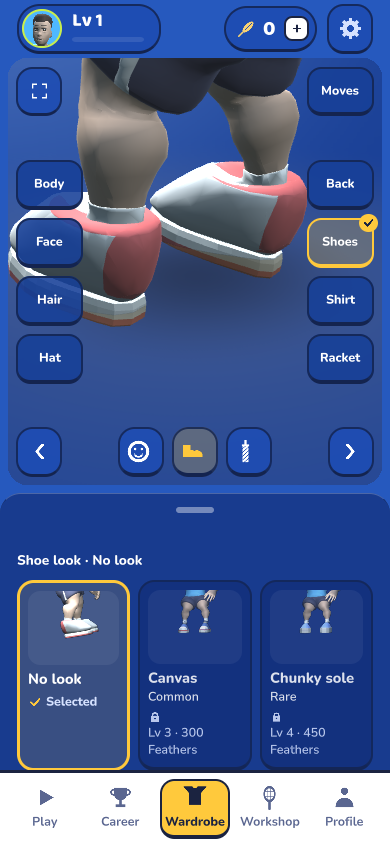 Lv 1
0
+
Moves
Body
Back
Face
Shoes
Hair
Shirt
Hat
Racket
Shoe look · No look
No look
Selected
Canvas
Common
Lv 3 · 300
Feathers
Chunky sole
Rare
Lv 4 · 450
Feathers
Play
Career
Wardrobe
Workshop
Profile